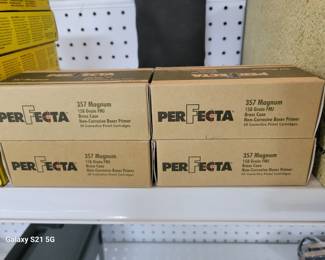 PERFECTA
357 Magnum
158 Grain FMJ
Brass Case
Non-Corrosive Boxer Primer
50 Centerfire Pistol Cartridges
PERFECTA
357 Magnum
158 Grain FMJ
Brass Case
Non-Corrosive Boxer Primer
50 Centerfire Pistol Cartridges
PERFECTA
357 Magnum
158 Grain FMJ
Brass Case
Non-Corrosive Boxer Primer
50 Centerfire Pistol Cartridges
PERFECTA
357 Magnum
158 Grain FMJ
Brass Case
Non-Corrosive Boxer Primer
50 Centerfire Pistol Cartridges
Galaxy S21 5G